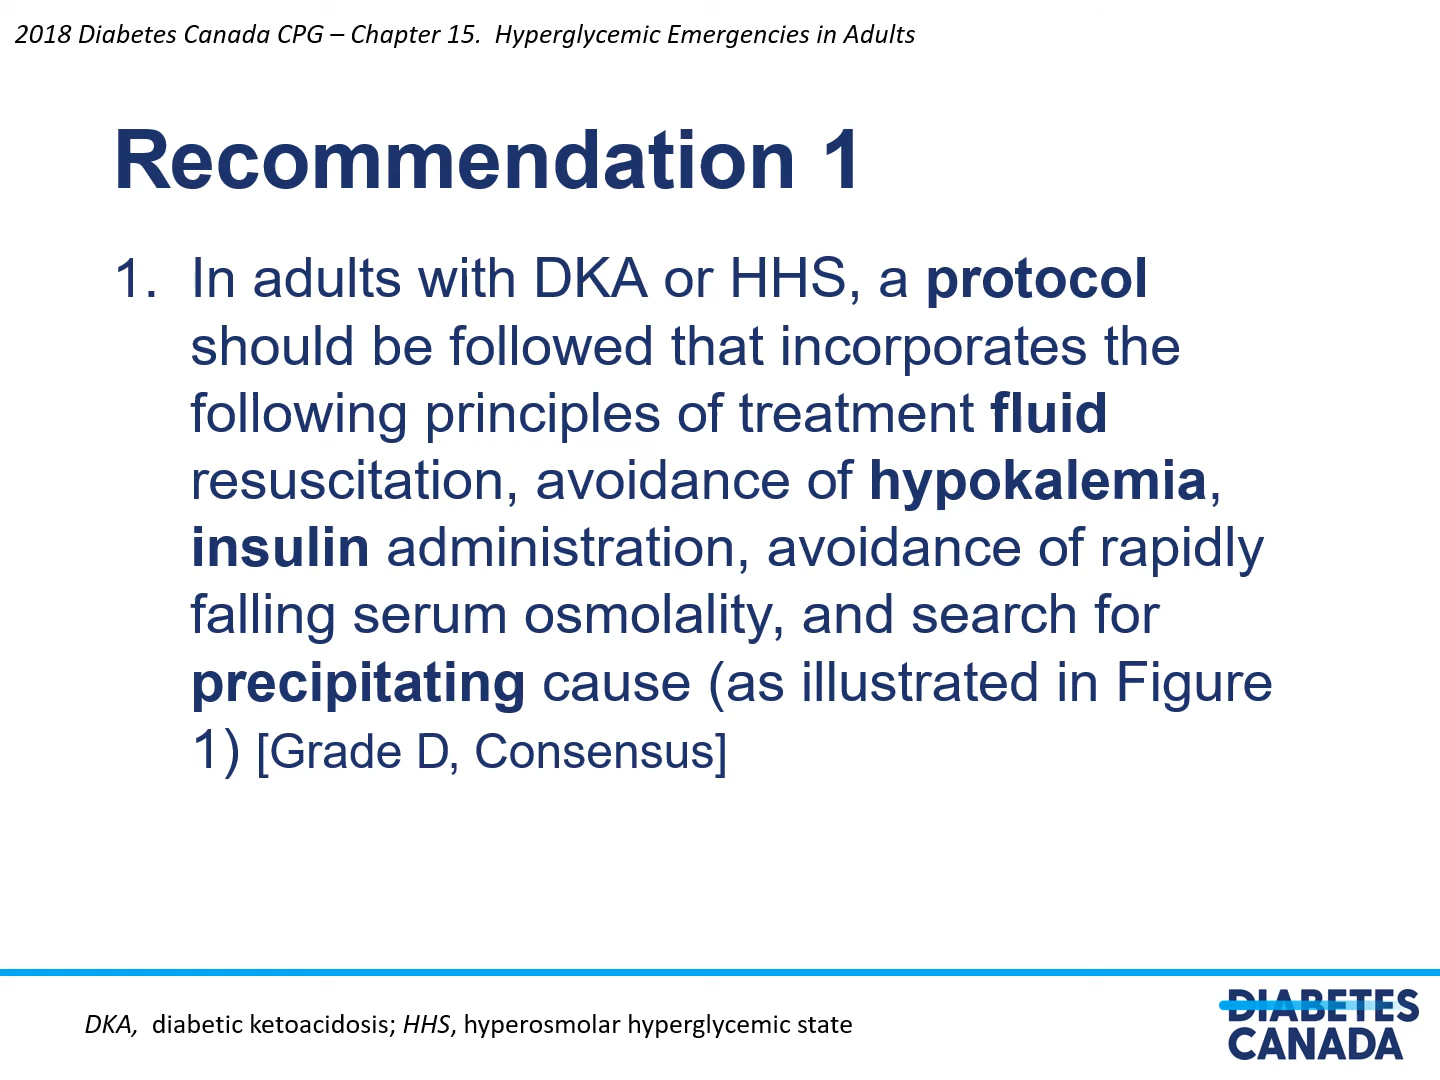 2018 Diabetes Canada CPG – Chapter 15.  Hyperglycemic Emergencies in Adults
Recommendation 1
1. In adults with DKA or HHS, a protocol
should be followed that incorporates the
following principles of treatment fluid
resuscitation, avoidance of hypokalemia,
insulin administration, avoidance of rapidly
falling serum osmolality, and search for
precipitating cause (as illustrated in Figure
1) [Grade D, Consensus]
DKA,  diabetic ketoacidosis; HHS, hyperosmolar hyperglycemic state
DIABETES
CANADA